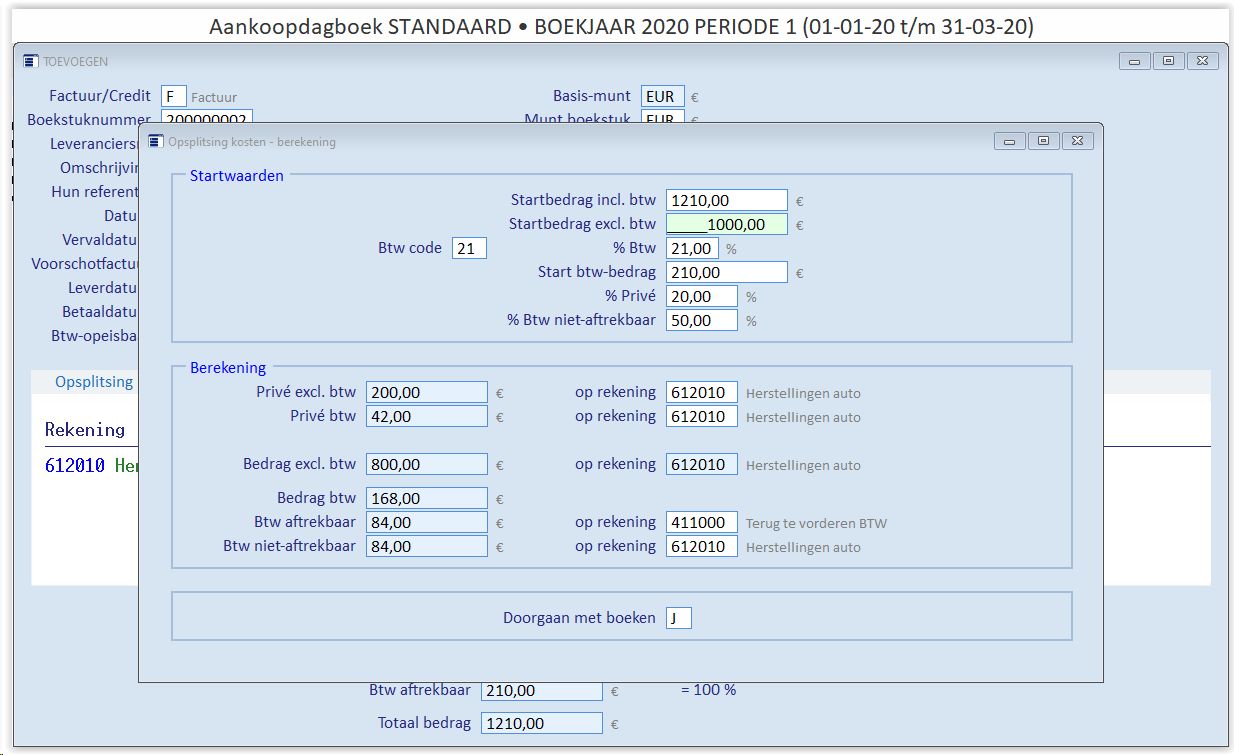 Aankoopdagboek STANDAARD • BOEKJAAR 2020 PERIODE 1 (01-01-20 t/m 31-03-20)
TOEVOEGEN
Factuur/Credit F Factuur Basis-munt EUR €
Boekstuknummer 200000002 Munt boekstuk EUR €
Opsplitsing kosten - berekening
Startwaarden
Startbedrag incl. btw 1210,00 €
Startbedrag excl. btw ____1000,00 €
Btw code 21 % Btw 21,00 %
Start btw-bedrag 210,00 €
% Privé 20,00 %
% Btw niet-aftrekbaar 50,00 %
Berekening
Privé excl. btw 200,00 € op rekening 612010 Herstellingen auto
Privé btw 42,00 € op rekening 612010 Herstellingen auto
Bedrag excl. btw 800,00 € op rekening 612010 Herstellingen auto
Bedrag btw 168,00 €
Btw aftrekbaar 84,00 € op rekening 411000 Terug te vorderen BTW
Btw niet-aftrekbaar 84,00 € op rekening 612010 Herstellingen auto
Doorgaan met boeken J
Leveranciersn
Omschrijvin
Hun referent
Datu
Vervaldatu
Voorschotfactuu
Leverdatu
Betaaldatu
Btw-opeisba
Opsplitsing
Rekening
612010 Her
Btw aftrekbaar 210,00 € = 100 %
Totaal bedrag 1210,00 €